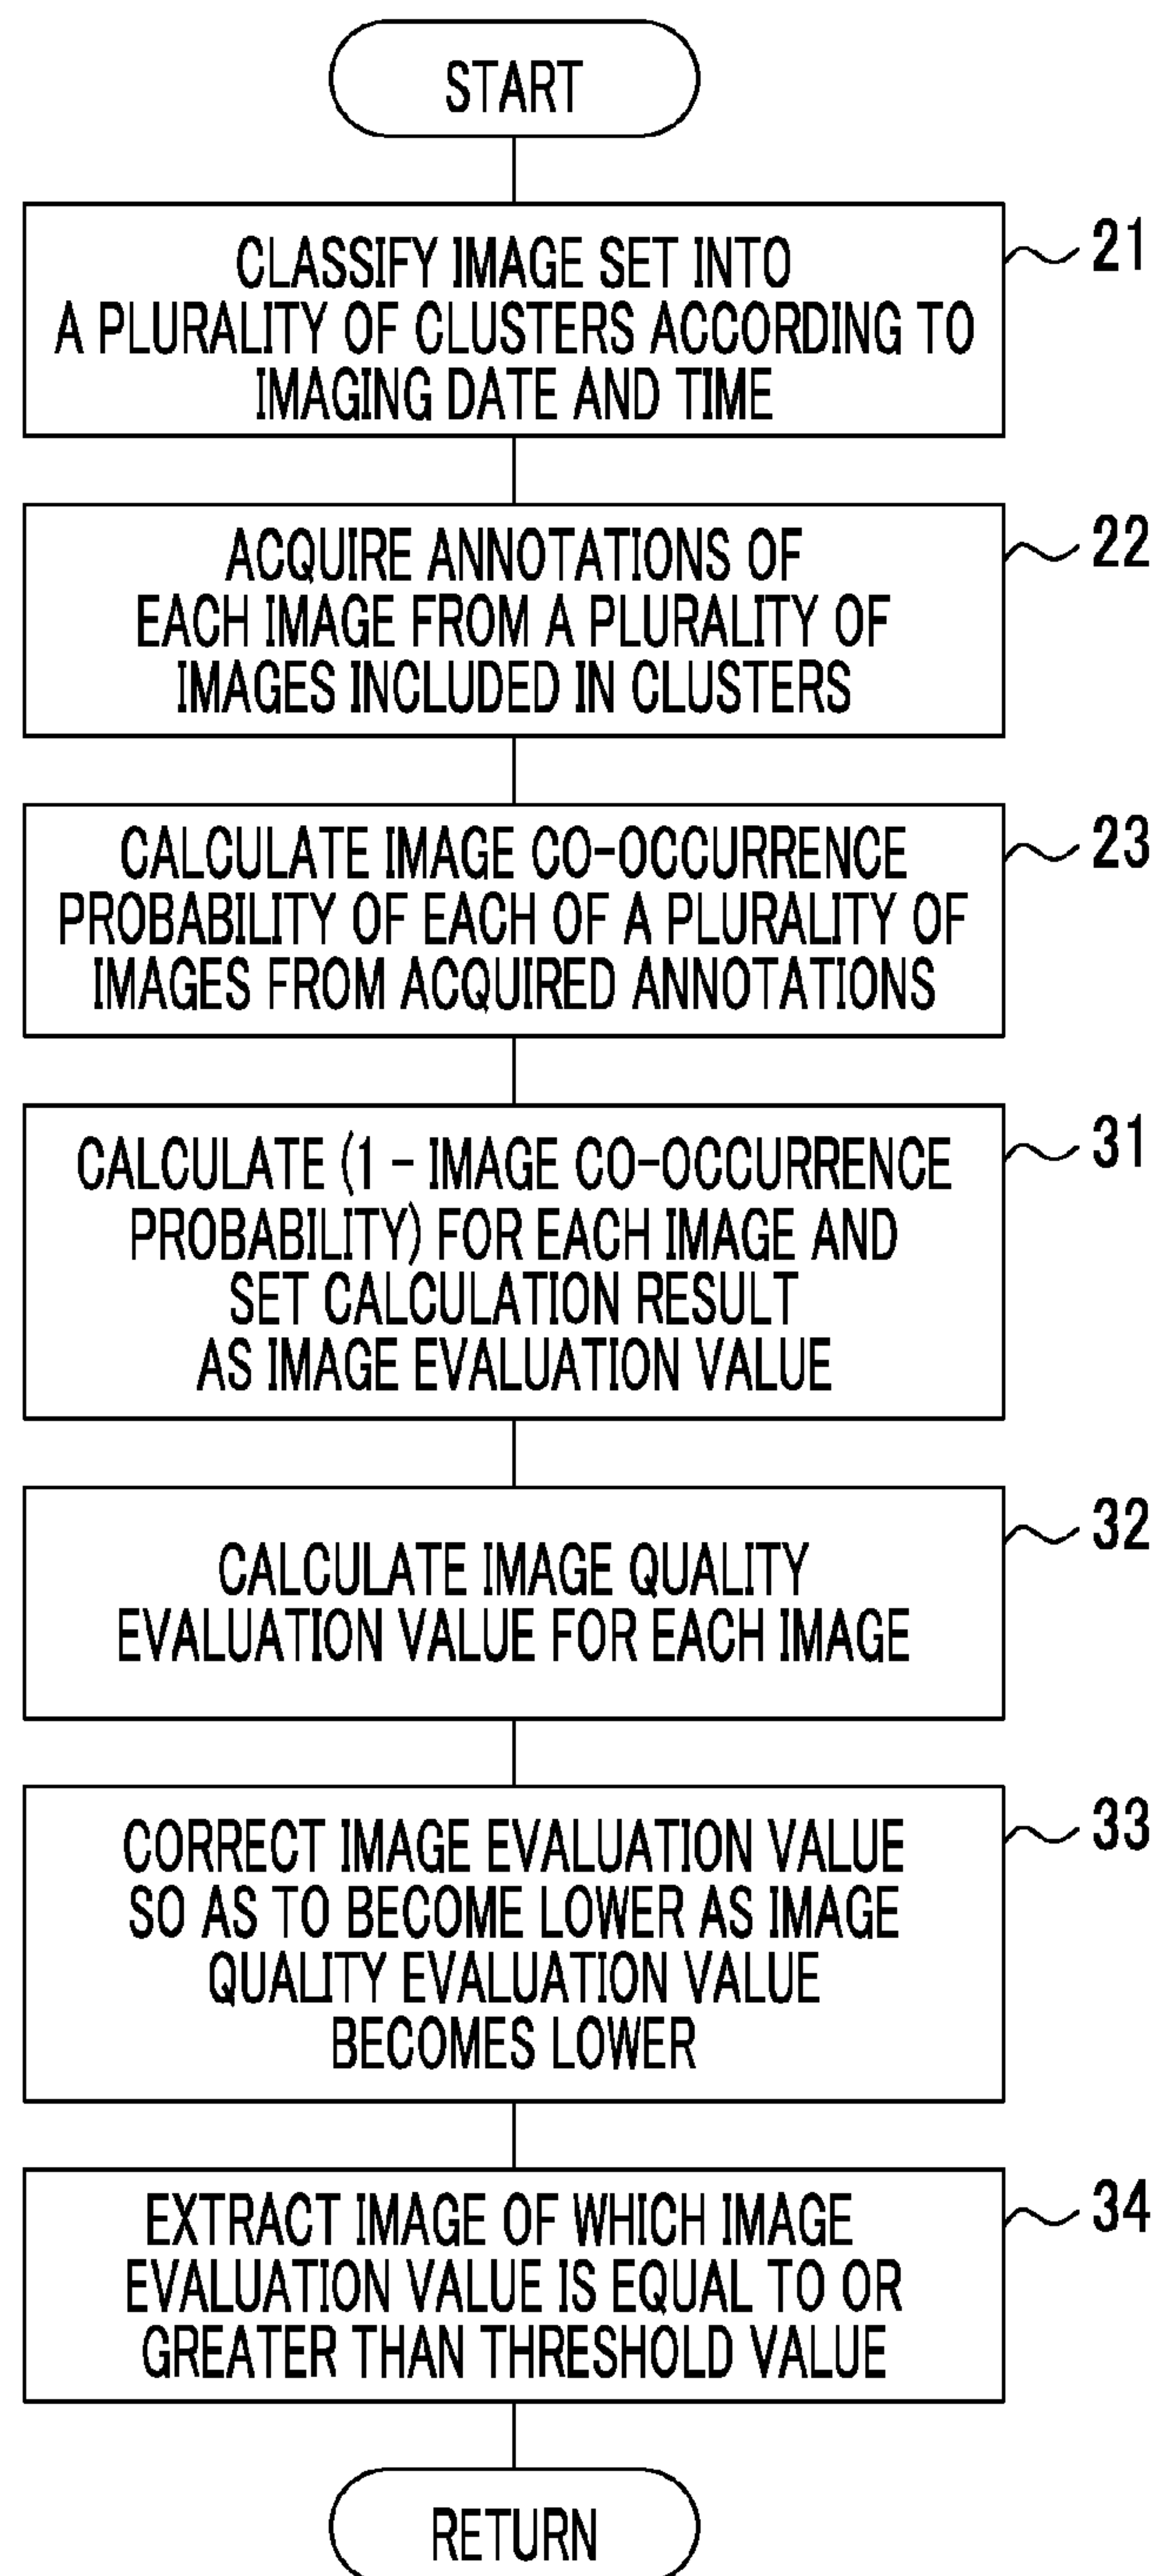 START
CLASSIFY IMAGE SET INTO
A PLURALITY OF CLUSTERS ACCORDING TO
IMAGING DATE AND TIME
21
ACQUIRE ANNOTATIONS OF
EACH IMAGE FROM A PLURALITY OF
IMAGES INCLUDED IN CLUSTERS
22
CALCULATE IMAGE CO-OCCURRENCE
PROBABILITY OF EACH OF A PLURALITY OF
IMAGES FROM ACQUIRED ANNOTATIONS
23
CALCULATE (1 - IMAGE CO-OCCURRENCE
PROBABILITY) FOR EACH IMAGE AND
SET CALCULATION RESULT
AS IMAGE EVALUATION VALUE
31
CALCULATE IMAGE QUALITY
EVALUATION VALUE FOR EACH IMAGE
32
CORRECT IMAGE EVALUATION VALUE
SO AS TO BECOME LOWER AS IMAGE
QUALITY EVALUATION VALUE
BECOMES LOWER
33
EXTRACT IMAGE OF WHICH IMAGE
EVALUATION VALUE IS EQUAL TO OR
GREATER THAN THRESHOLD VALUE
34
RETURN